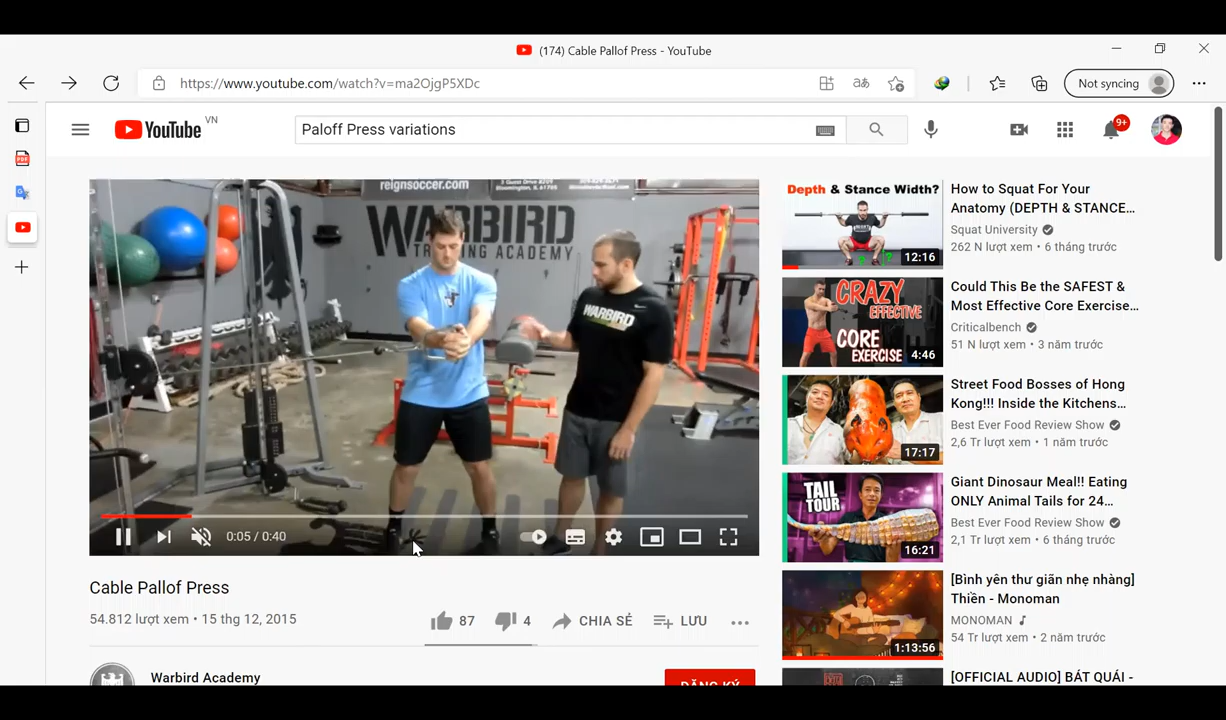 (174) Cable Pallof Press - YouTube
https://www.youtube.com/watch?v=ma2OjgP5XDc
Not syncing
YouTube VN
Paloff Press variations
9+
reignsoccer.com
WARBIRD
TRAINING ACADEMY
WARBIRD
0:05 / 0:40
Cable Pallof Press
54.812 lượt xem • 15 thg 12, 2015
87
4
CHIA SẺ
LƯU
Warbird Academy
ĐĂNG KÝ
Depth & Stance Width?
12:16
How to Squat For Your
Anatomy (DEPTH & STANCE...
Squat University
262 N lượt xem • 6 tháng trước
CRAZY
EFFECTIVE
CORE
EXERCISE
4:46
Could This Be the SAFEST &
Most Effective Core Exercise...
Criticalbench
51 N lượt xem • 3 năm trước
17:17
Street Food Bosses of Hong
Kong!!! Inside the Kitchens...
Best Ever Food Review Show
2,6 Tr lượt xem • 1 năm trước
TAIL
TOUR
16:21
Giant Dinosaur Meal!! Eating
ONLY Animal Tails for 24...
Best Ever Food Review Show
2,1 Tr lượt xem • 6 tháng trước
1:13:56
[Bình yên thư giãn nhẹ nhàng]
Thiền - Monoman
MONOMAN
54 Tr lượt xem • 2 năm trước
[OFFICIAL AUDIO] BÁT QUÁI -